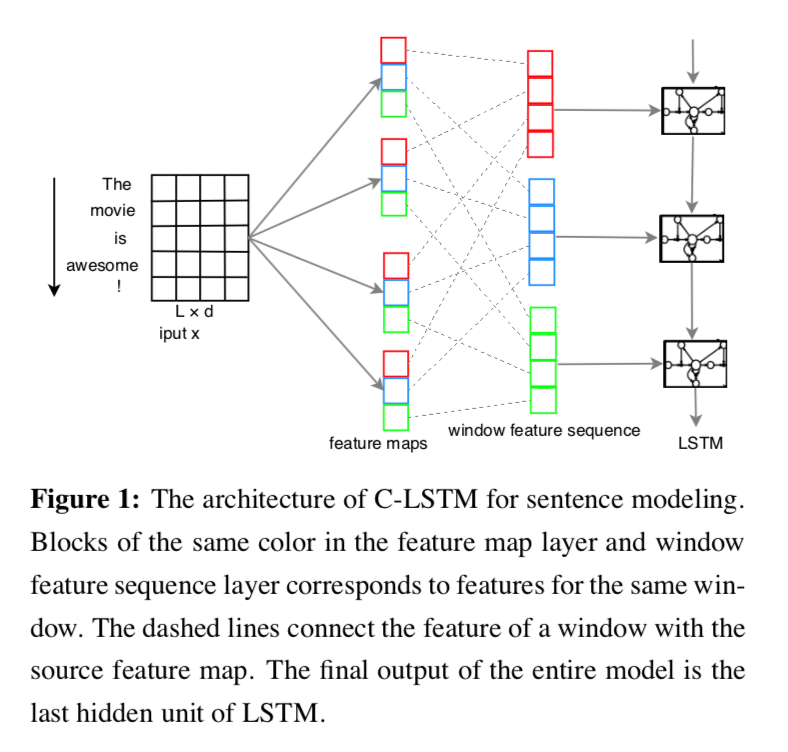 The
movie
is
awesome
!
L × d
iput x
feature maps
window feature sequence
LSTM
Figure 1: The architecture of C-LSTM for sentence modeling.
Blocks of the same color in the feature map layer and window
feature sequence layer corresponds to features for the same win-
dow. The dashed lines connect the feature of a window with the
source feature map. The final output of the entire model is the
last hidden unit of LSTM.